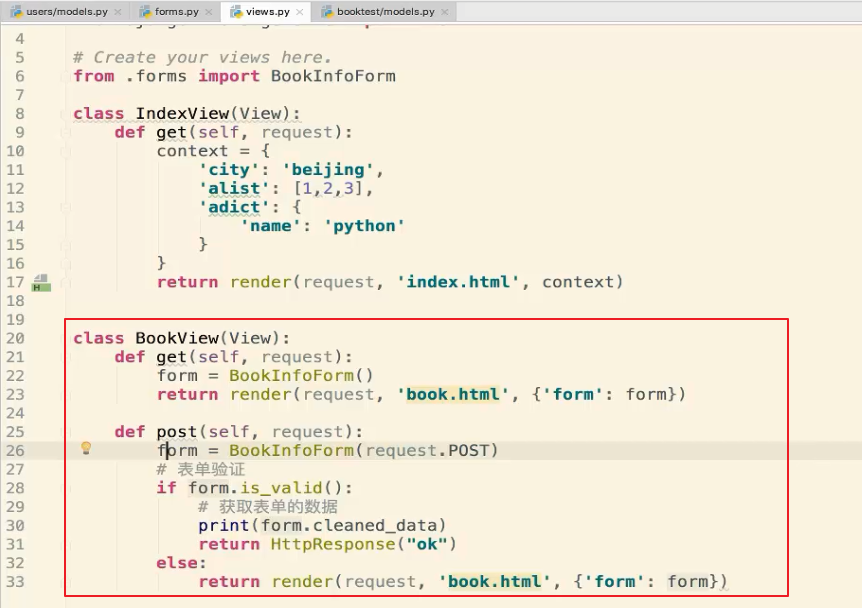 users/models.py × forms.py × views.py × booktest/models.py ×
4
5 # Create your views here.
6 from .forms import BookInfoForm
7
8 class IndexView(View):
9 def get(self, request):
10 context = {
11 'city': 'beijing',
12 'alist': [1,2,3],
13 'adict': {
14 'name': 'python'
15 }
16 }
17 return render(request, 'index.html', context)
18
19
20 class BookView(View):
21 def get(self, request):
22 form = BookInfoForm()
23 return render(request, 'book.html', {'form': form})
24
25 def post(self, request):
26 form = BookInfoForm(request.POST)
27 # 表单验证
28 if form.is_valid():
29 # 获取表单的数据
30 print(form.cleaned_data)
31 return HttpResponse("ok")
32 else:
33 return render(request, 'book.html', {'form': form})